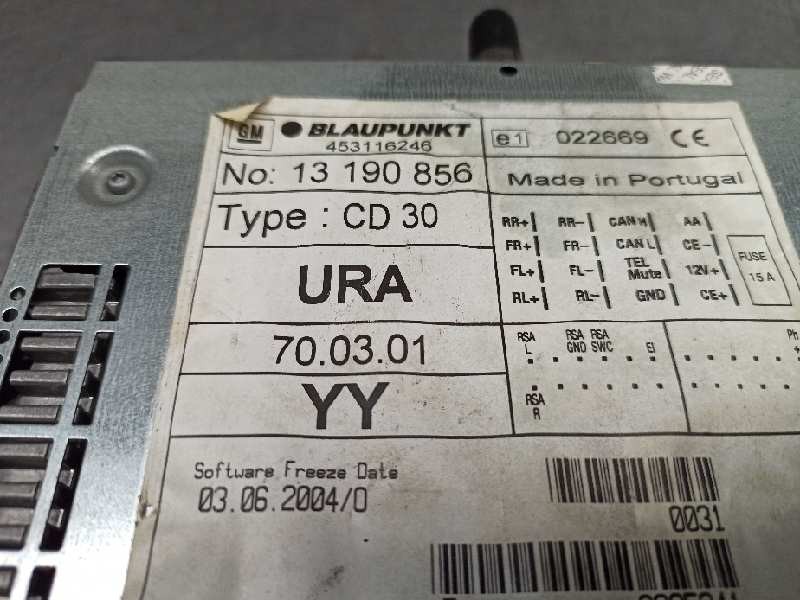 GM BLAUPUNKT
453116246
e1 022669 CE
No: 13 190 856
Made in Portugal
Type : CD 30
RR+ RR- CAN H AA
FR+ FR- CAN L CE-
FL+ FL- TEL Mute 12V+
RL+ RL- GND CE+
FUSE
15 A
URA
70.03.01
YY
RSA L
RSA GND
RSA SWC
EI
Ph +
RSA R
Software Freeze Date
03.06.2004/0
0031